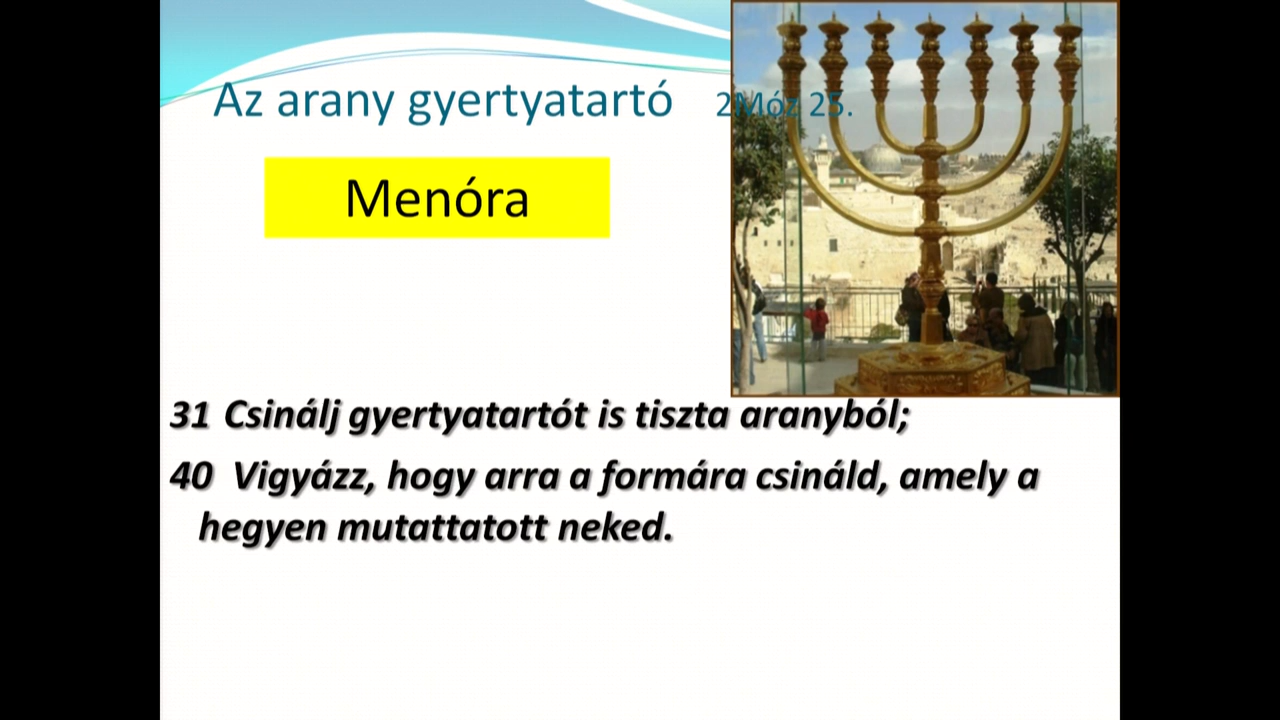 Az arany gyertyatartó 2Móz 25.
Menóra
31 Csinálj gyertyatartót is tiszta aranyból;
40 Vigyázz, hogy arra a formára csináld, amely a
hegyen mutattatott neked.